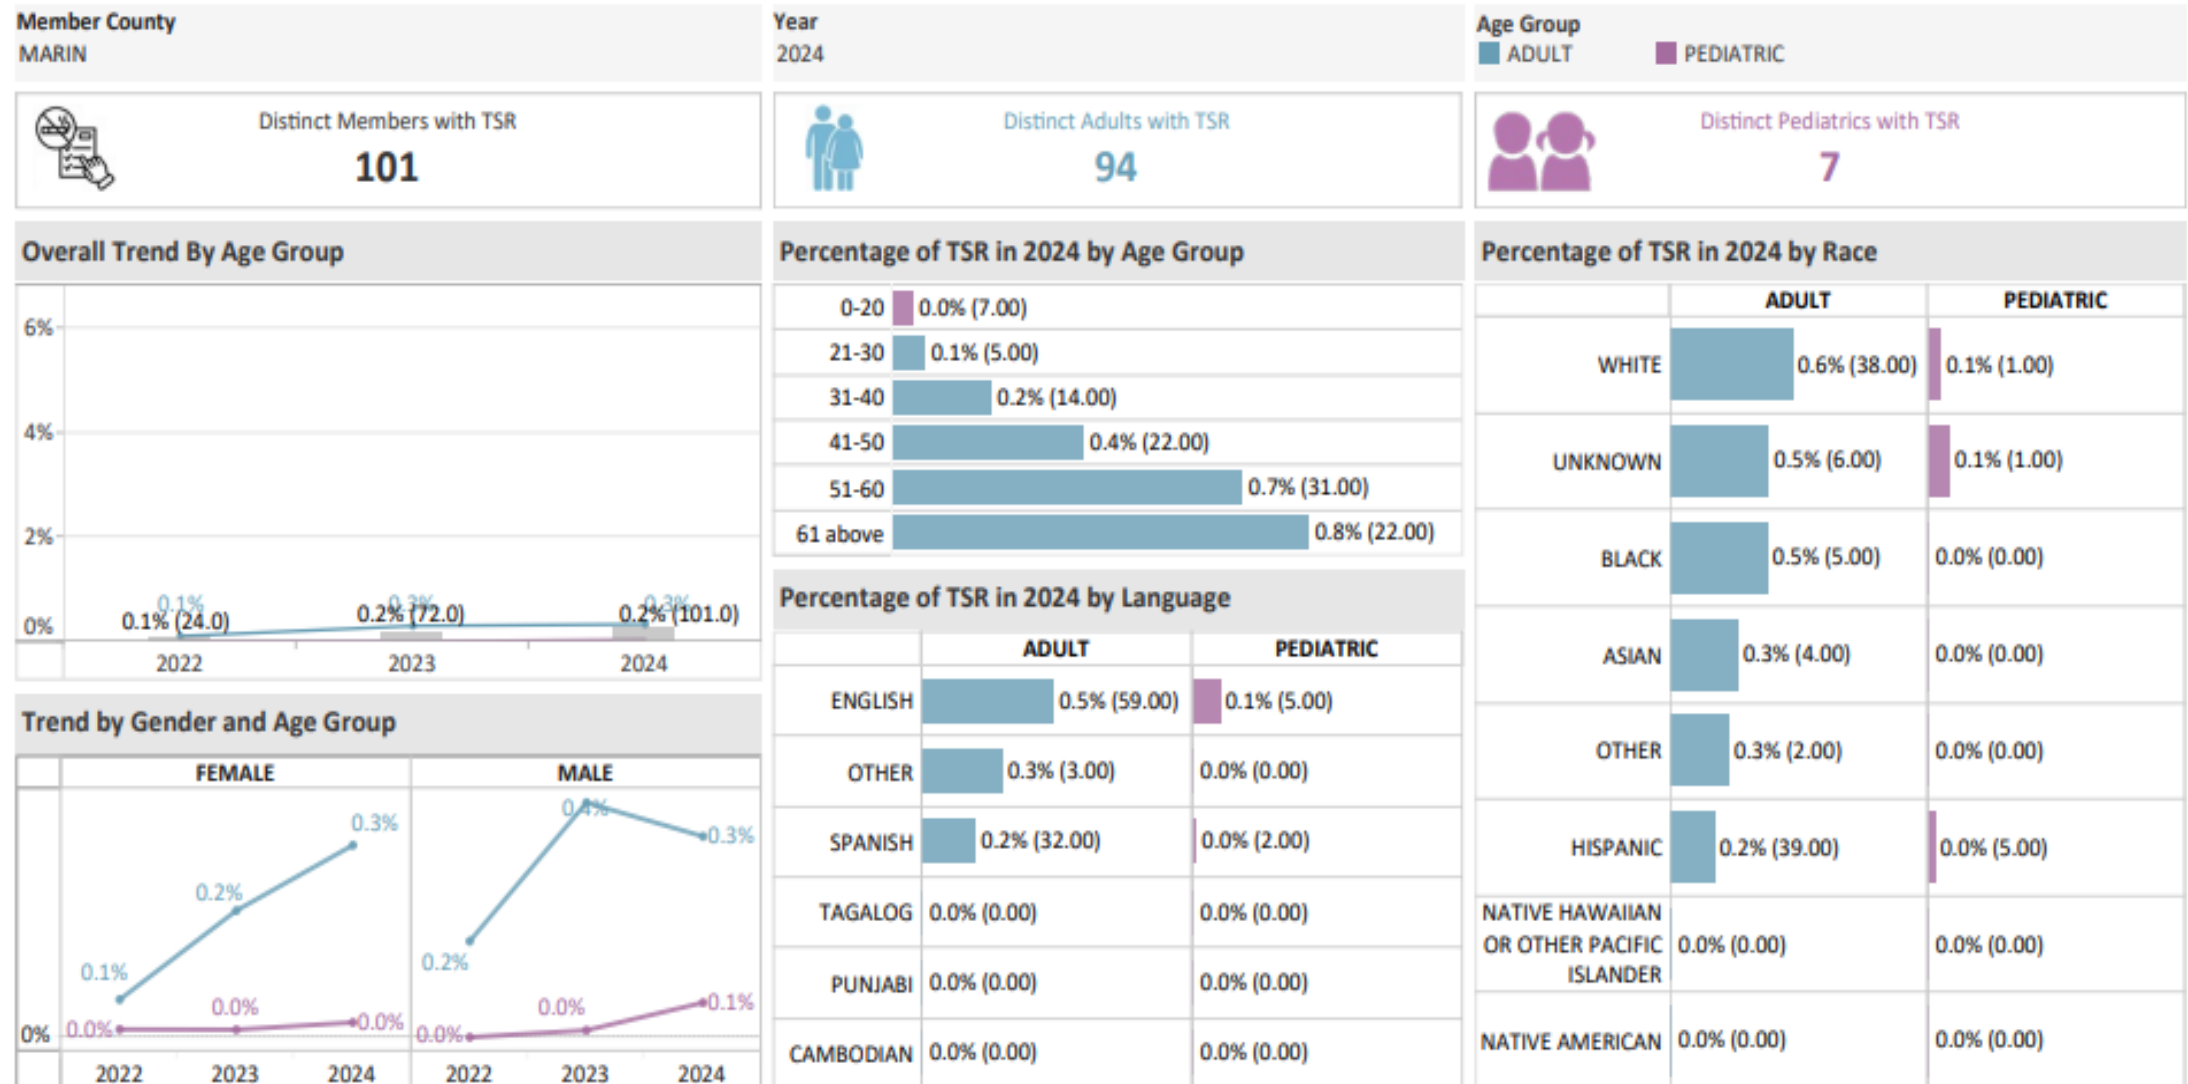 Member County
MARIN
Year
2024
Age Group
ADULT
PEDIATRIC
Distinct Members with TSR
101
Distinct Adults with TSR
94
Distinct Pediatrics with TSR
7
Overall Trend By Age Group
6%
4%
2%
0%
0.1%
0.1% (24.0)
0.3%
0.2% (72.0)
0.3%
0.2% (101.0)
2022
2023
2024
Trend by Gender and Age Group
FEMALE
MALE
0.1%
0.2%
0.3%
0.0%
0.0%
0.0%
0.2%
0.4%
0.3%
0.0%
0.0%
0.1%
0%
2022
2023
2024
2022
2023
2024
Percentage of TSR in 2024 by Age Group
0-20 0.0% (7.00)
21-30 0.1% (5.00)
31-40 0.2% (14.00)
41-50 0.4% (22.00)
51-60 0.7% (31.00)
61 above 0.8% (22.00)
Percentage of TSR in 2024 by Language
ADULT PEDIATRIC
ENGLISH 0.5% (59.00) 0.1% (5.00)
OTHER 0.3% (3.00) 0.0% (0.00)
SPANISH 0.2% (32.00) 0.0% (2.00)
TAGALOG 0.0% (0.00) 0.0% (0.00)
PUNJABI 0.0% (0.00) 0.0% (0.00)
CAMBODIAN 0.0% (0.00) 0.0% (0.00)
Percentage of TSR in 2024 by Race
ADULT PEDIATRIC
WHITE 0.6% (38.00) 0.1% (1.00)
UNKNOWN 0.5% (6.00) 0.1% (1.00)
BLACK 0.5% (5.00) 0.0% (0.00)
ASIAN 0.3% (4.00) 0.0% (0.00)
OTHER 0.3% (2.00) 0.0% (0.00)
HISPANIC 0.2% (39.00) 0.0% (5.00)
NATIVE HAWAIIAN
OR OTHER PACIFIC 0.0% (0.00) 0.0% (0.00)
ISLANDER
NATIVE AMERICAN 0.0% (0.00) 0.0% (0.00)